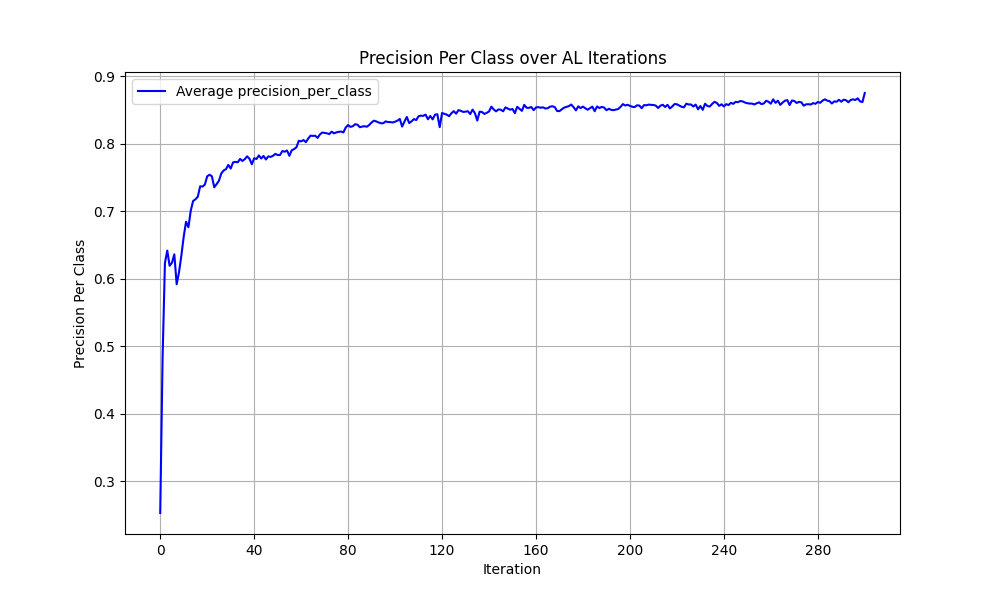 Precision Per Class over AL Iterations
Average precision_per_class
Precision Per Class
0.9
0.8
0.7
0.6
0.5
0.4
0.3
0 40 80 120 160 200 240 280
Iteration